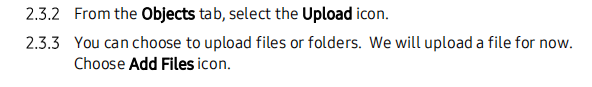 2.3.2 From the Objects tab, select the Upload icon.
2.3.3 You can choose to upload files or folders.  We will upload a file for now.
Choose Add Files icon.